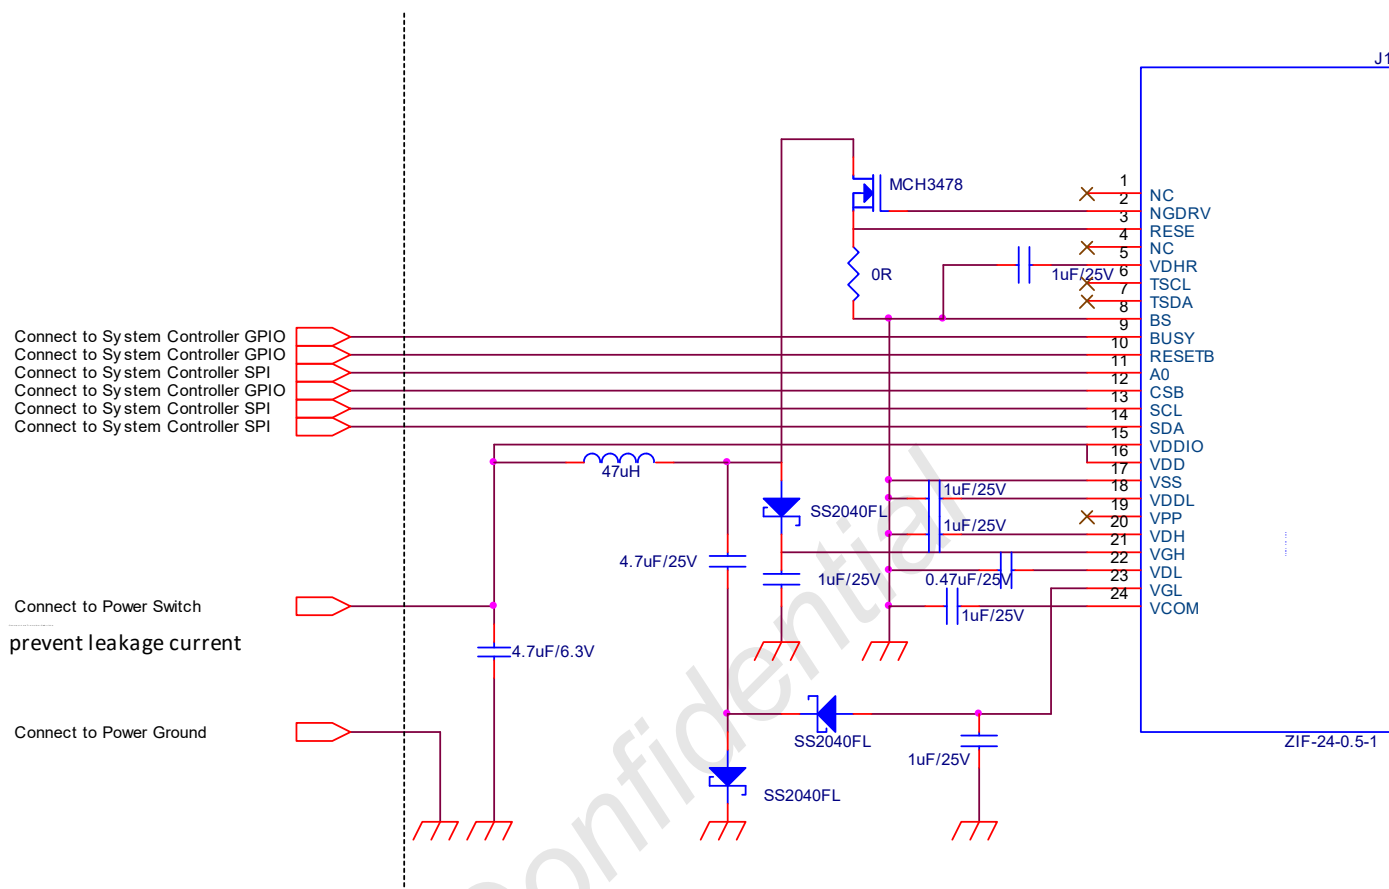 J1
MCH3478
1
NC
2
NGDRV
3
RESE
4
NC
5
VDHR
0R
1uF/25V
6
TSCL
7
TSDA
8
BS
Connect to System Controller GPIO
9
BUSY
Connect to System Controller GPIO
10
RESETB
Connect to System Controller SPI
11
A0
Connect to System Controller GPIO
12
CSB
Connect to System Controller SPI
13
SCL
Connect to System Controller SPI
14
SDA
15
VDDIO
16
VDD
47uH
17
VSS
1uF/25V
18
VDDL
SS2040FL
19
VPP
1uF/25V
20
VDH
21
VGH
4.7uF/25V
22
VDL
1uF/25V
0.47uF/25V
23
VGL
24
VCOM
1uF/25V
Connect to Power Switch
prevent leakage current
4.7uF/6.3V
Connect to Power Ground
SS2040FL
1uF/25V
ZIF-24-0.5-1
SS2040FL
Confidential